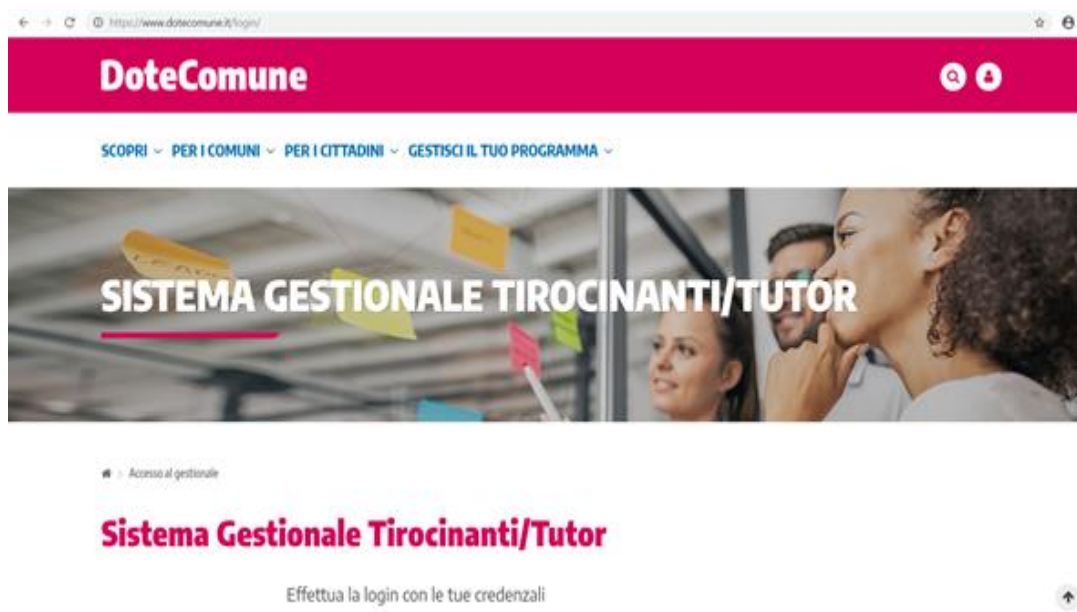 https://www.dotecomune.it/login/
DoteComune
SCOPRI PER I COMUNI PER I CITTADINI GESTISCI IL TUO PROGRAMMA
SISTEMA GESTIONALE TIROCINANTI/TUTOR
Accesso al gestionale
Sistema Gestionale Tirocinanti/Tutor
Effettua la login con le tue credenziali